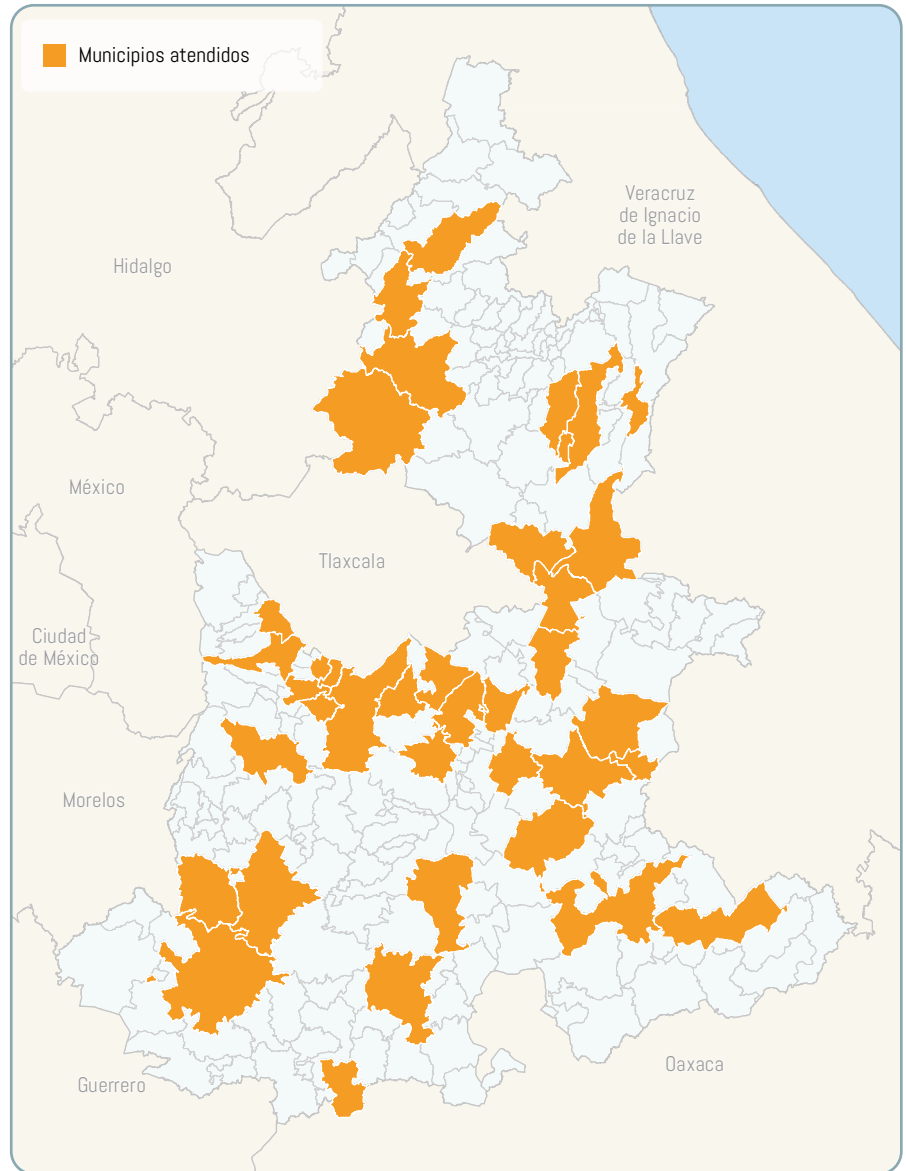 Municipios atendidos
Veracruz
de Ignacio
de la Llave
Hidalgo
México
Tlaxcala
Ciudad
de México
Morelos
Oaxaca
Guerrero